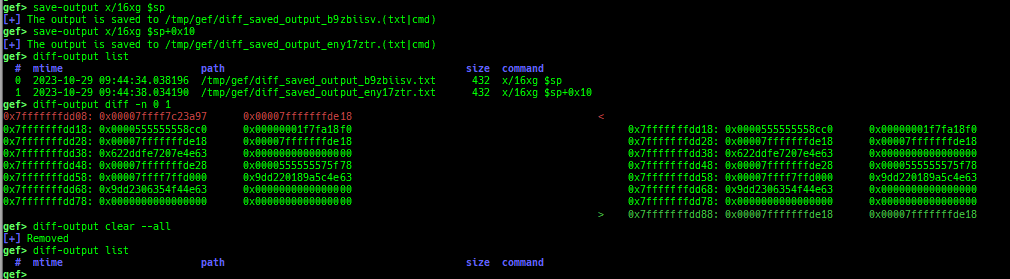 gef> save-output x/16xg $sp
[+] The output is saved to /tmp/gef/diff_saved_output_b9zbiisv.(txt|cmd)
gef> save-output x/16xg $sp+0x10
[+] The output is saved to /tmp/gef/diff_saved_output_eny17ztr.(txt|cmd)
gef> diff-output list
# mtime path size command
0 2023-10-29 09:44:34.038196 /tmp/gef/diff_saved_output_b9zbiisv.txt 432 x/16xg $sp
1 2023-10-29 09:44:38.034190 /tmp/gef/diff_saved_output_eny17ztr.txt 432 x/16xg $sp+0x10
gef> diff-output diff -n 0 1
0x7fffffffdd08: 0x00007ffff7c23a97 0x00007fffffffde18 <
0x7fffffffdd18: 0x0000555555558cc0 0x00000001f7fa18f0 0x7fffffffdd18: 0x0000555555558cc0 0x00000001f7fa18f0
0x7fffffffdd28: 0x00007fffffffde18 0x00007fffffffde18 0x7fffffffdd28: 0x00007fffffffde18 0x00007fffffffde18
0x7fffffffdd38: 0x622ddfe7207e4e63 0x0000000000000000 0x7fffffffdd38: 0x622ddfe7207e4e63 0x0000000000000000
0x7fffffffdd48: 0x00007fffffffde28 0x0000555555575f78 0x7fffffffdd48: 0x00007fffffffde28 0x0000555555575f78
0x7fffffffdd58: 0x00007ffff7ffd000 0x9dd220189a5c4e63 0x7fffffffdd58: 0x00007ffff7ffd000 0x9dd220189a5c4e63
0x7fffffffdd68: 0x9dd2306354f44e63 0x0000000000000000 0x7fffffffdd68: 0x9dd2306354f44e63 0x0000000000000000
0x7fffffffdd78: 0x0000000000000000 0x0000000000000000 0x7fffffffdd78: 0x0000000000000000 0x0000000000000000
> 0x7fffffffdd88: 0x00007fffffffde18 0x00007fffffffde18
gef> diff-output clear --all
[+] Removed
gef> diff-output list
# mtime path size command
gef>